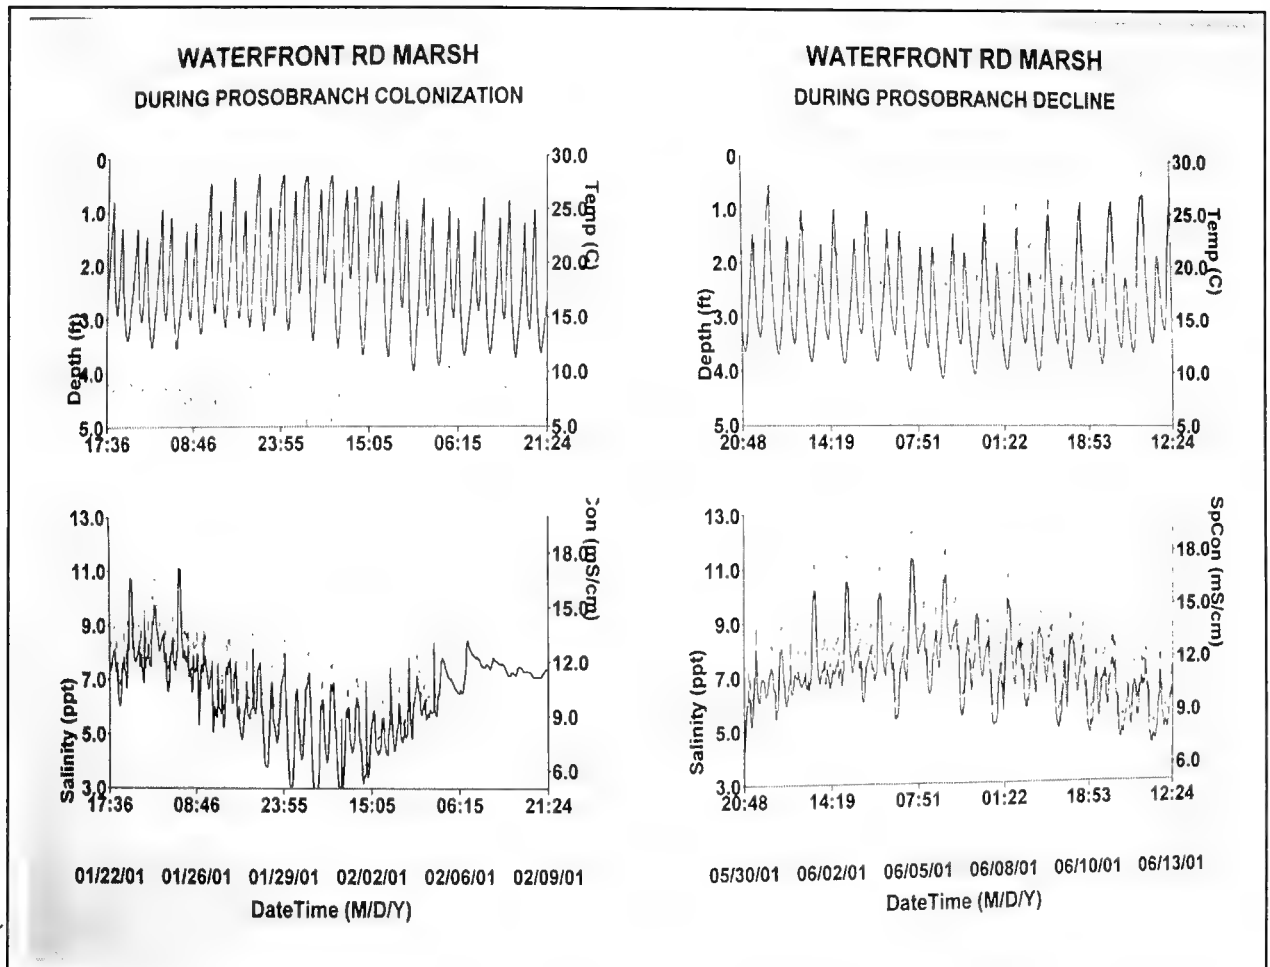 WATERFRONT RD MARSH
DURING PROSOBRANCH COLONIZATION
0
1.0
2.0
3.0
4.0
5.0
Depth (ft)
30.0
25.0
20.0
15.0
10.0
5.0
Temp (C)
17:36 08:46 23:55 15:05 06:15 21:24
13.0
11.0
9.0
7.0
5.0
3.0
Salinity (ppt)
18.0
15.0
12.0
9.0
6.0
Con (mS/cm)
17:36 08:46 23:55 15:05 06:15 21:24
01/22/01 01/26/01 01/29/01 02/02/01 02/06/01 02/09/01
DateTime (M/D/Y)
WATERFRONT RD MARSH
DURING PROSOBRANCH DECLINE
0
1.0
2.0
3.0
4.0
5.0
Depth (ft)
30.0
25.0
20.0
15.0
10.0
5.0
Temp (C)
20:48 14:19 07:51 01:22 18:53 12:24
13.0
11.0
9.0
7.0
5.0
3.0
Salinity (ppt)
18.0
15.0
12.0
9.0
6.0
SpCon (mS/cm)
20:48 14:19 07:51 01:22 18:53 12:24
05/30/01 06/02/01 06/05/01 06/08/01 06/10/01 06/13/01
DateTime (M/D/Y)